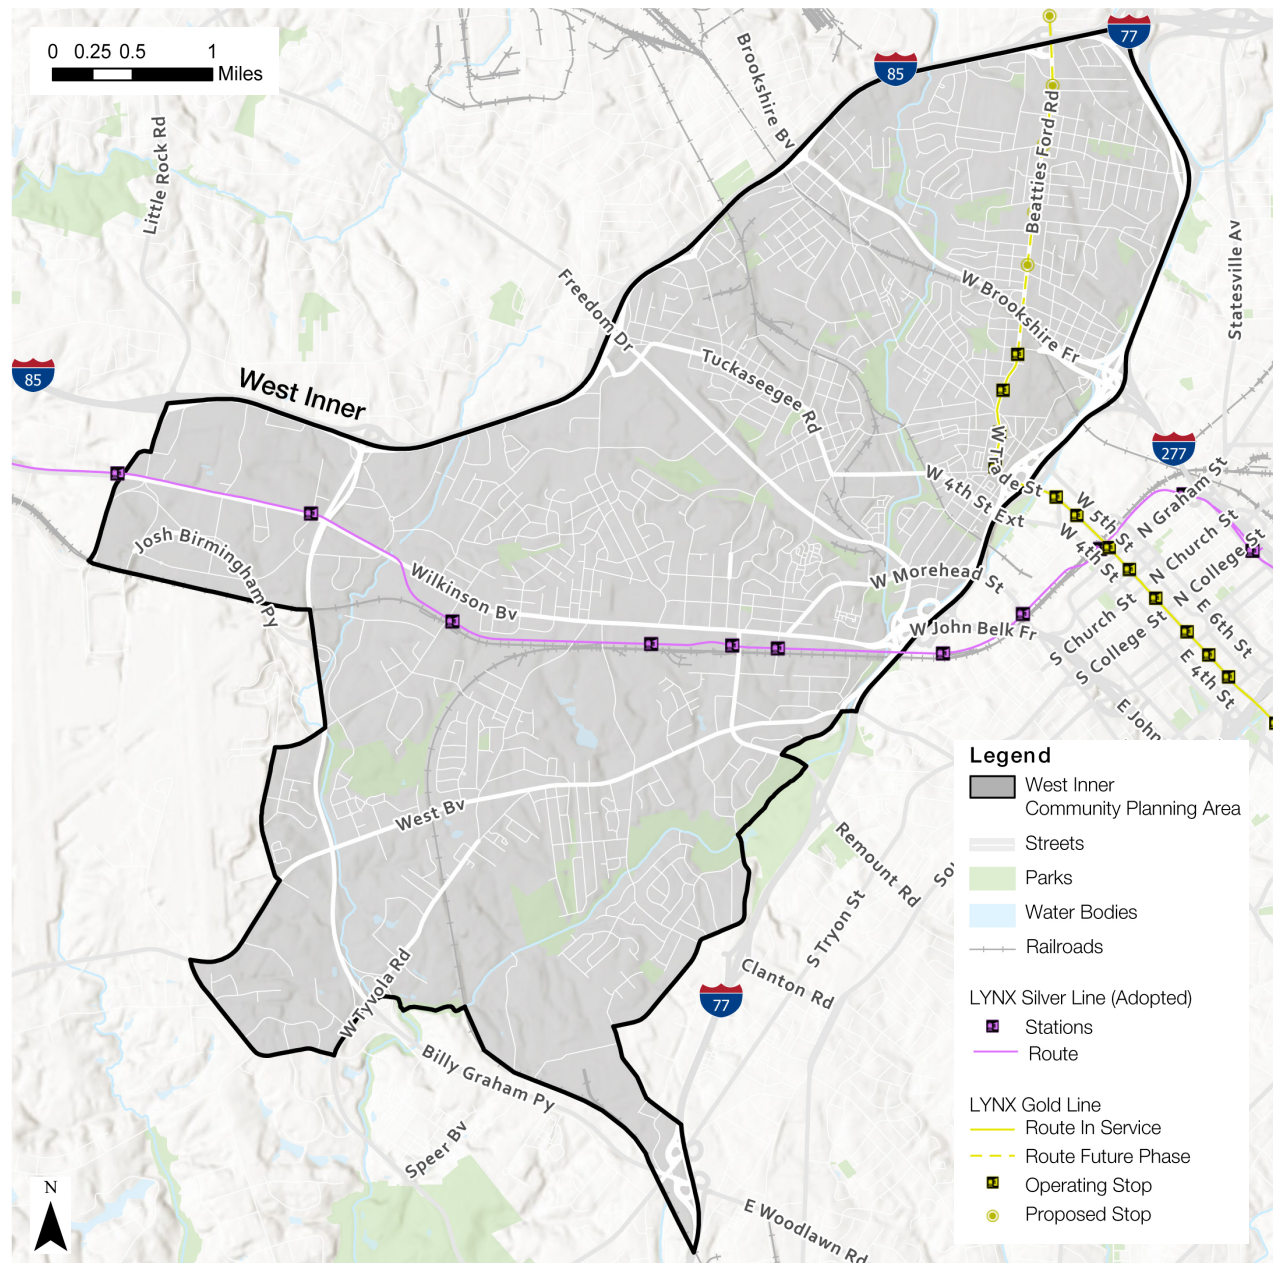 0 0.25 0.5 1
Miles
77
85
Brookshire Bv
Little Rock Rd
Beatties Ford Rd
Statesville Av
Freedom Dr
W Brookshire Fr
Tuckaseegee Rd
85
West Inner
277
W Trade St
W 4th St Ext
W 5th St
W 4th St
N Graham St
N Church St
N College St
E 6th St
Josh Birmingham Py
Wilkinson Bv
W Morehead St
W John Belk Fr
S Church St
S College St
E 4th St
E John
West Bv
Remount Rd
So
S Tryon St
Clanton Rd
77
W Tyvola Rd
Billy Graham Py
Speer Bv
E Woodlawn Rd
N
Legend
West Inner
Community Planning Area
Streets
Parks
Water Bodies
Railroads
LYNX Silver Line (Adopted)
Stations
Route
LYNX Gold Line
Route In Service
Route Future Phase
Operating Stop
Proposed Stop